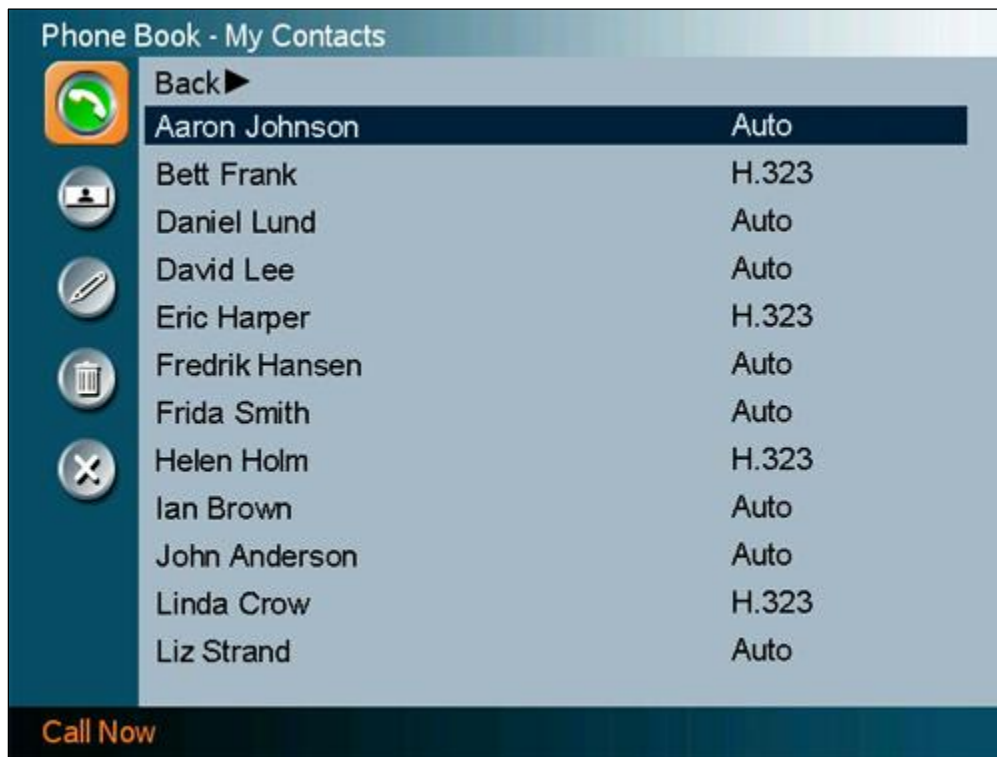 Phone Book - My Contacts
Back
Aaron Johnson Auto
Bett Frank H.323
Daniel Lund Auto
David Lee Auto
Eric Harper H.323
Fredrik Hansen Auto
Frida Smith Auto
Helen Holm H.323
Ian Brown Auto
John Anderson Auto
Linda Crow H.323
Liz Strand Auto
Call Now